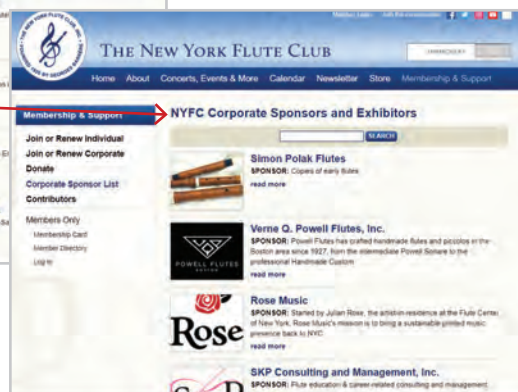 THE NEW YORK FLUTE CLUB
Home About Concerts, Events & More Calendar Newsletter Store Membership & Support
Membership & Support
Join or Renew Individual
Join or Renew Corporate
Donate
Corporate Sponsor List
Contributors
Members Only
Membership Card
Member Directory
Log In
NYFC Corporate Sponsors and Exhibitors
SEARCH
Simon Polak Flutes
SPONSOR: Copies of early flutes
read more
POWELL FLUTES
BOSTON
Verne Q. Powell Flutes, Inc.
SPONSOR: Powell Flutes has crafted handmade flutes and piccolos in the
Boston area since 1927, from the intermediate Powell Sonaré to the
professional Handmade Custom
read more
Rose
Rose Music
SPONSOR: Started by Julian Rose, the artist-in residence at the Flute Center
of New York, Rose Music's mission is to bring a sustainable printed music
presence back to NYC
read more
SKP Consulting and Management, Inc.
SPONSOR: Flute education & career-related consulting and management